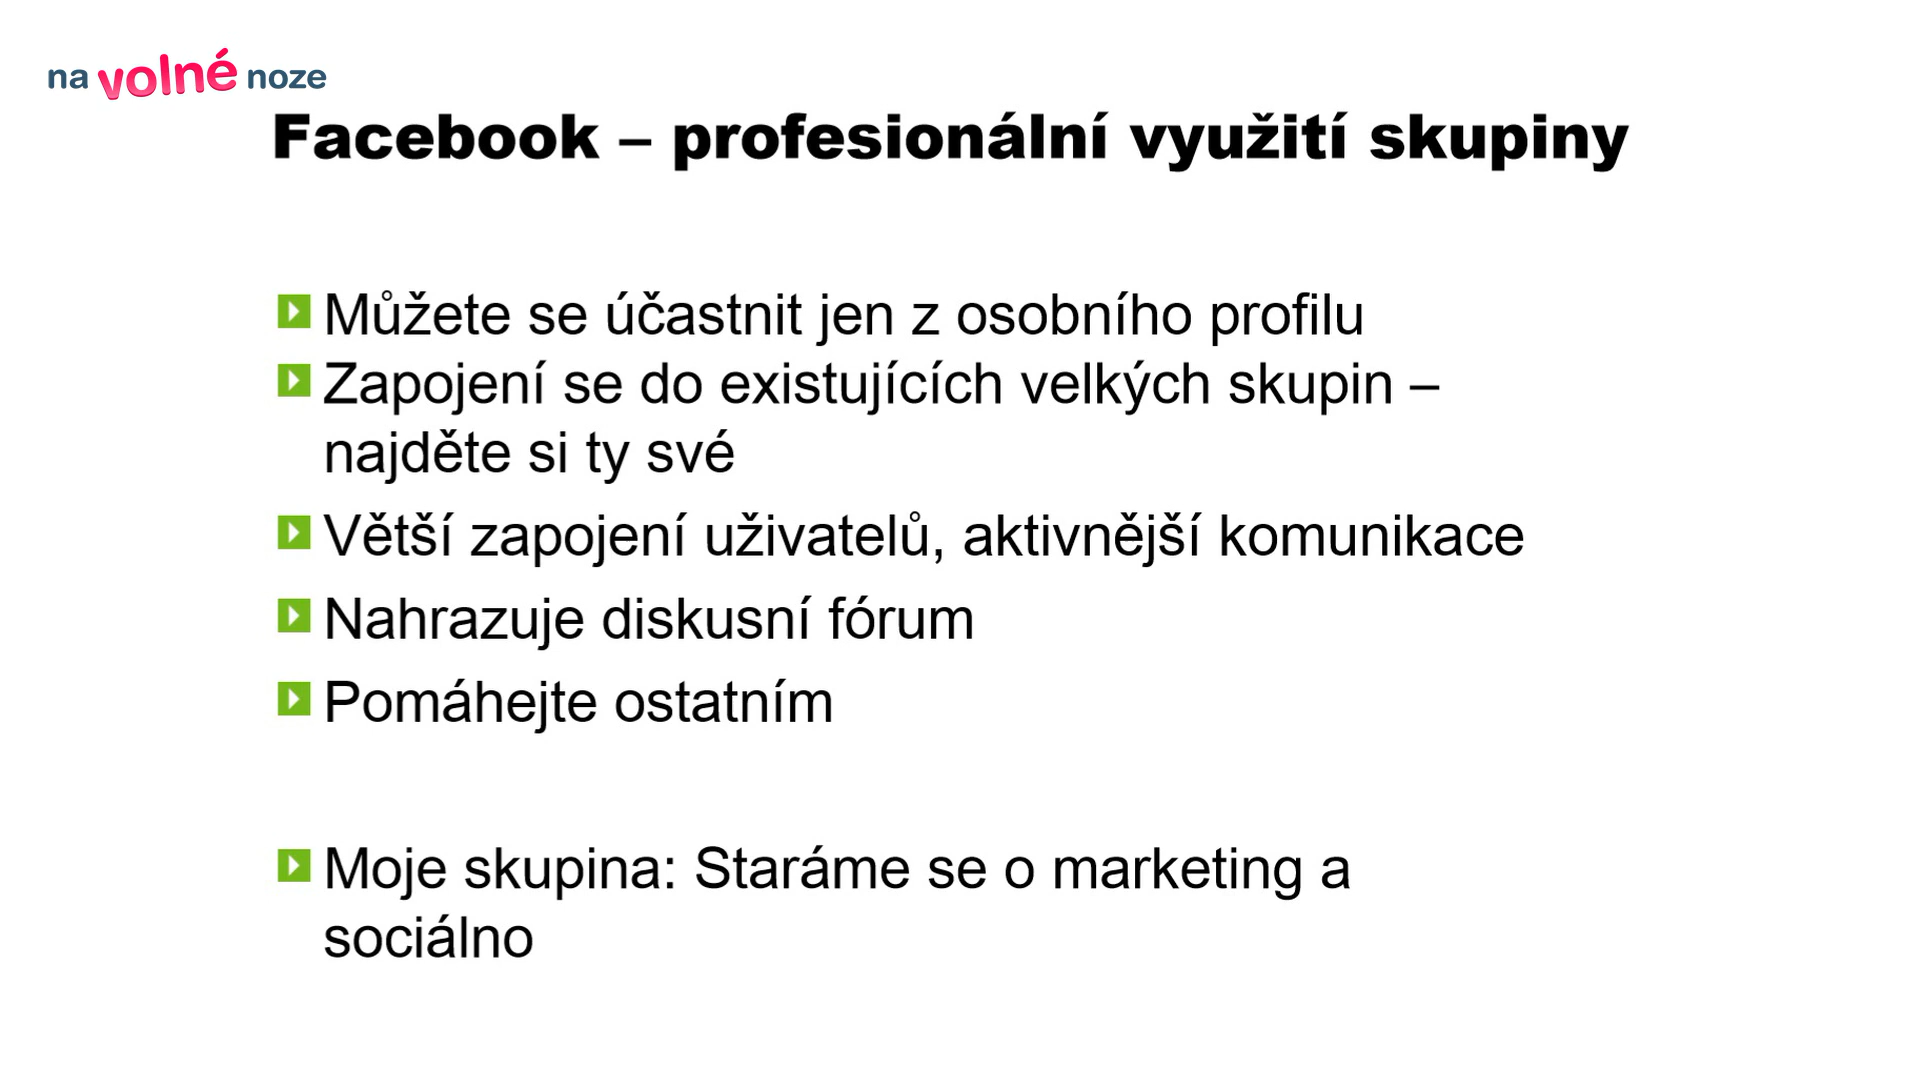 na volné noze
Facebook – profesionální využití skupiny
Můžete se účastnit jen z osobního profilu
Zapojení se do existujících velkých skupin –
najděte si ty své
Větší zapojení uživatelů, aktivnější komunikace
Nahrazuje diskusní fórum
Pomáhejte ostatním
Moje skupina: Staráme se o marketing a
sociálno